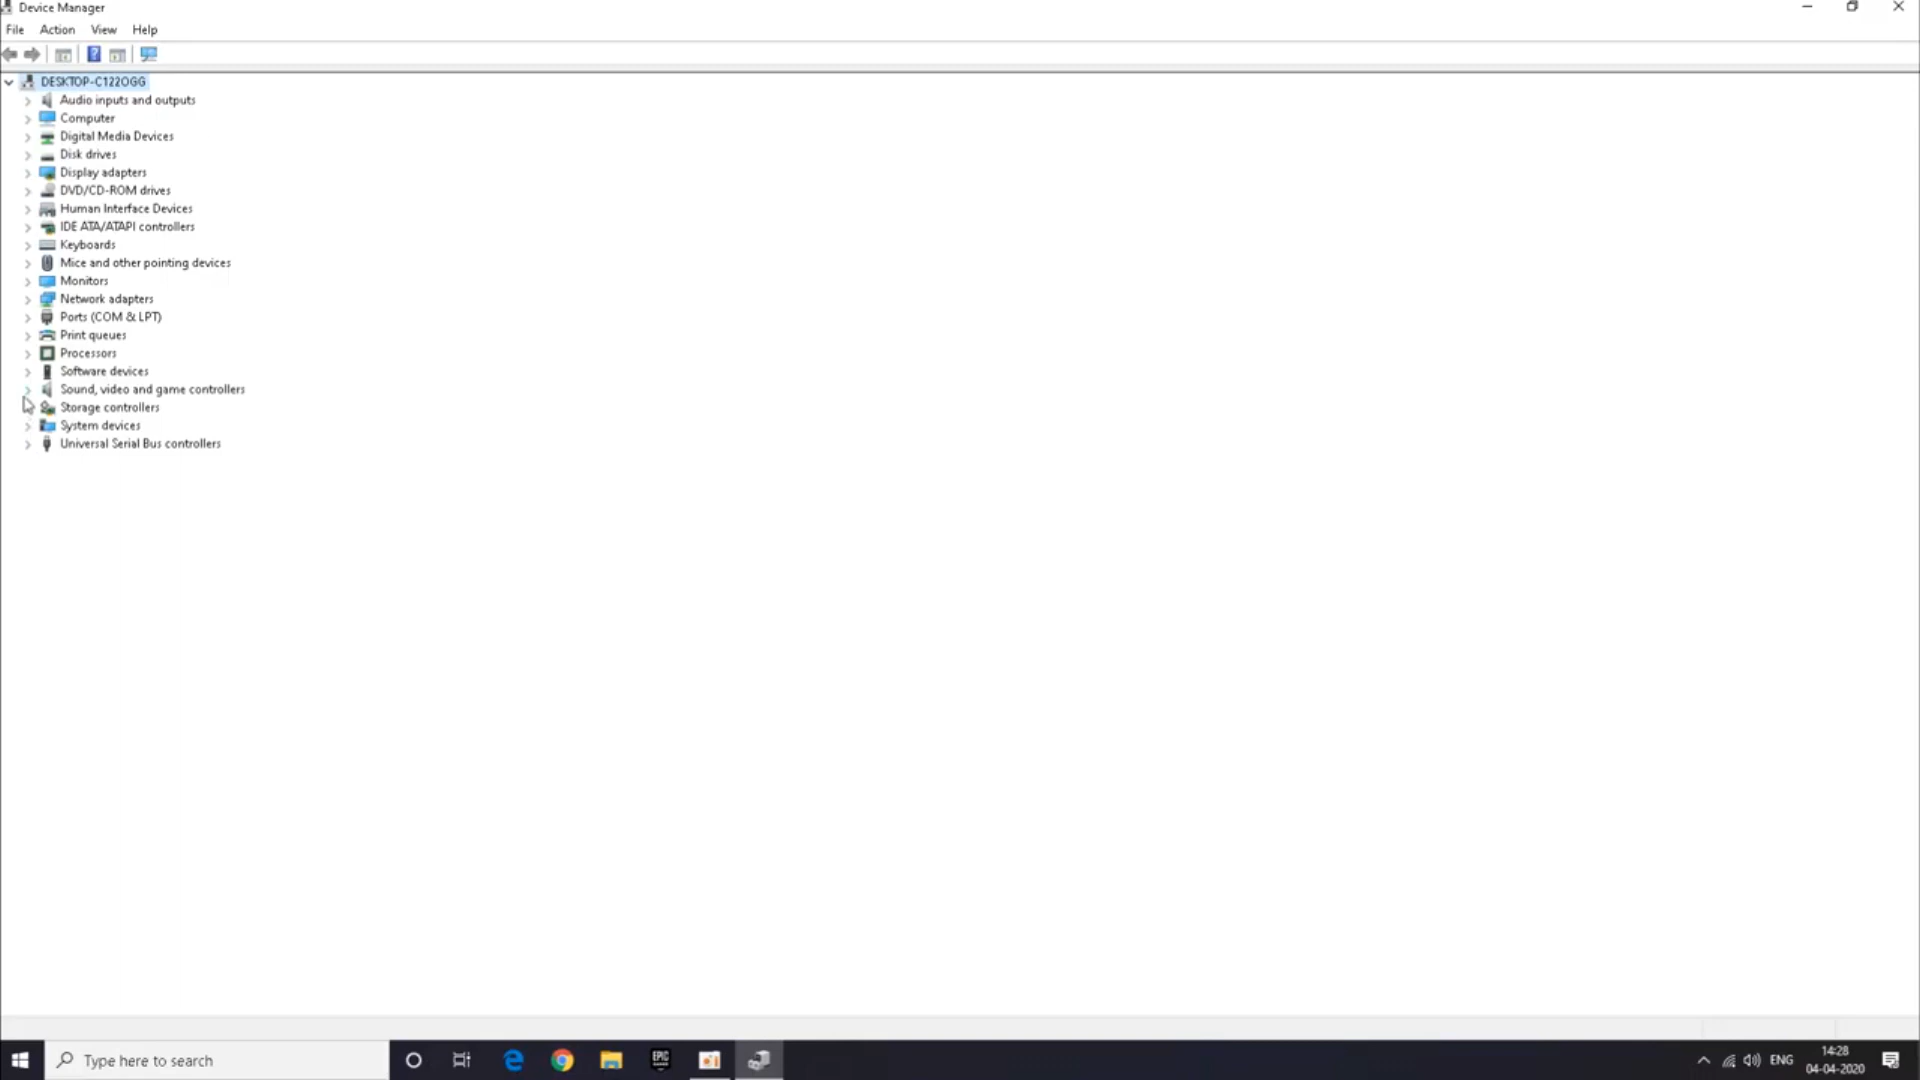 Device Manager
File Action View Help
DESKTOP-C122OGG
Audio inputs and outputs
Computer
Digital Media Devices
Disk drives
Display adapters
DVD/CD-ROM drives
Human Interface Devices
IDE ATA/ATAPI controllers
Keyboards
Mice and other pointing devices
Monitors
Network adapters
Ports (COM & LPT)
Print queues
Processors
Software devices
Sound, video and game controllers
Storage controllers
System devices
Universal Serial Bus controllers
Type here to search
EPIC
ENG
14:28
04-04-2020